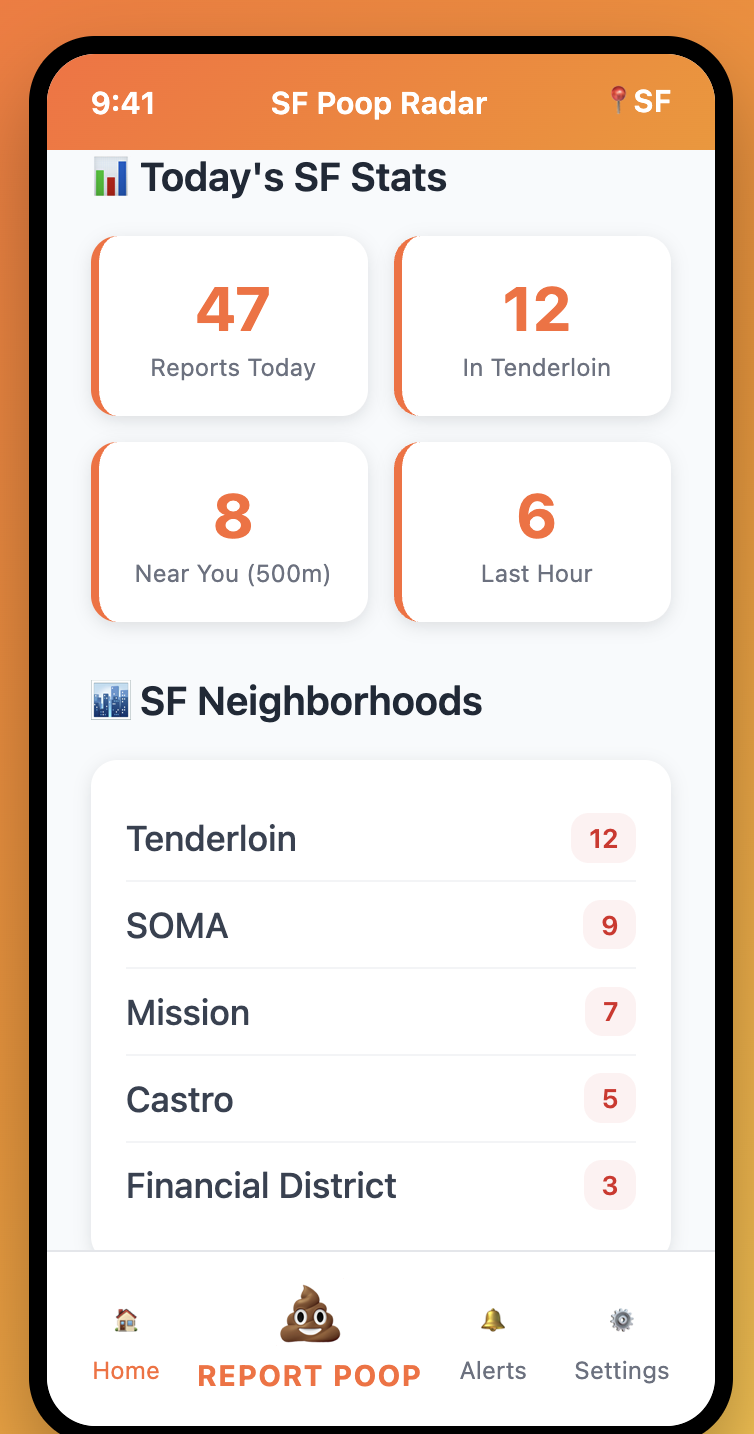 9:41 SF Poop Radar 📍SF
📊 Today's SF Stats
47
Reports Today
12
In Tenderloin
8
Near You (500m)
6
Last Hour
🏙️ SF Neighborhoods
Tenderloin 12
SOMA 9
Mission 7
Castro 5
Financial District 3
🏠 Home
💩 REPORT POOP
🔔 Alerts
⚙️ Settings